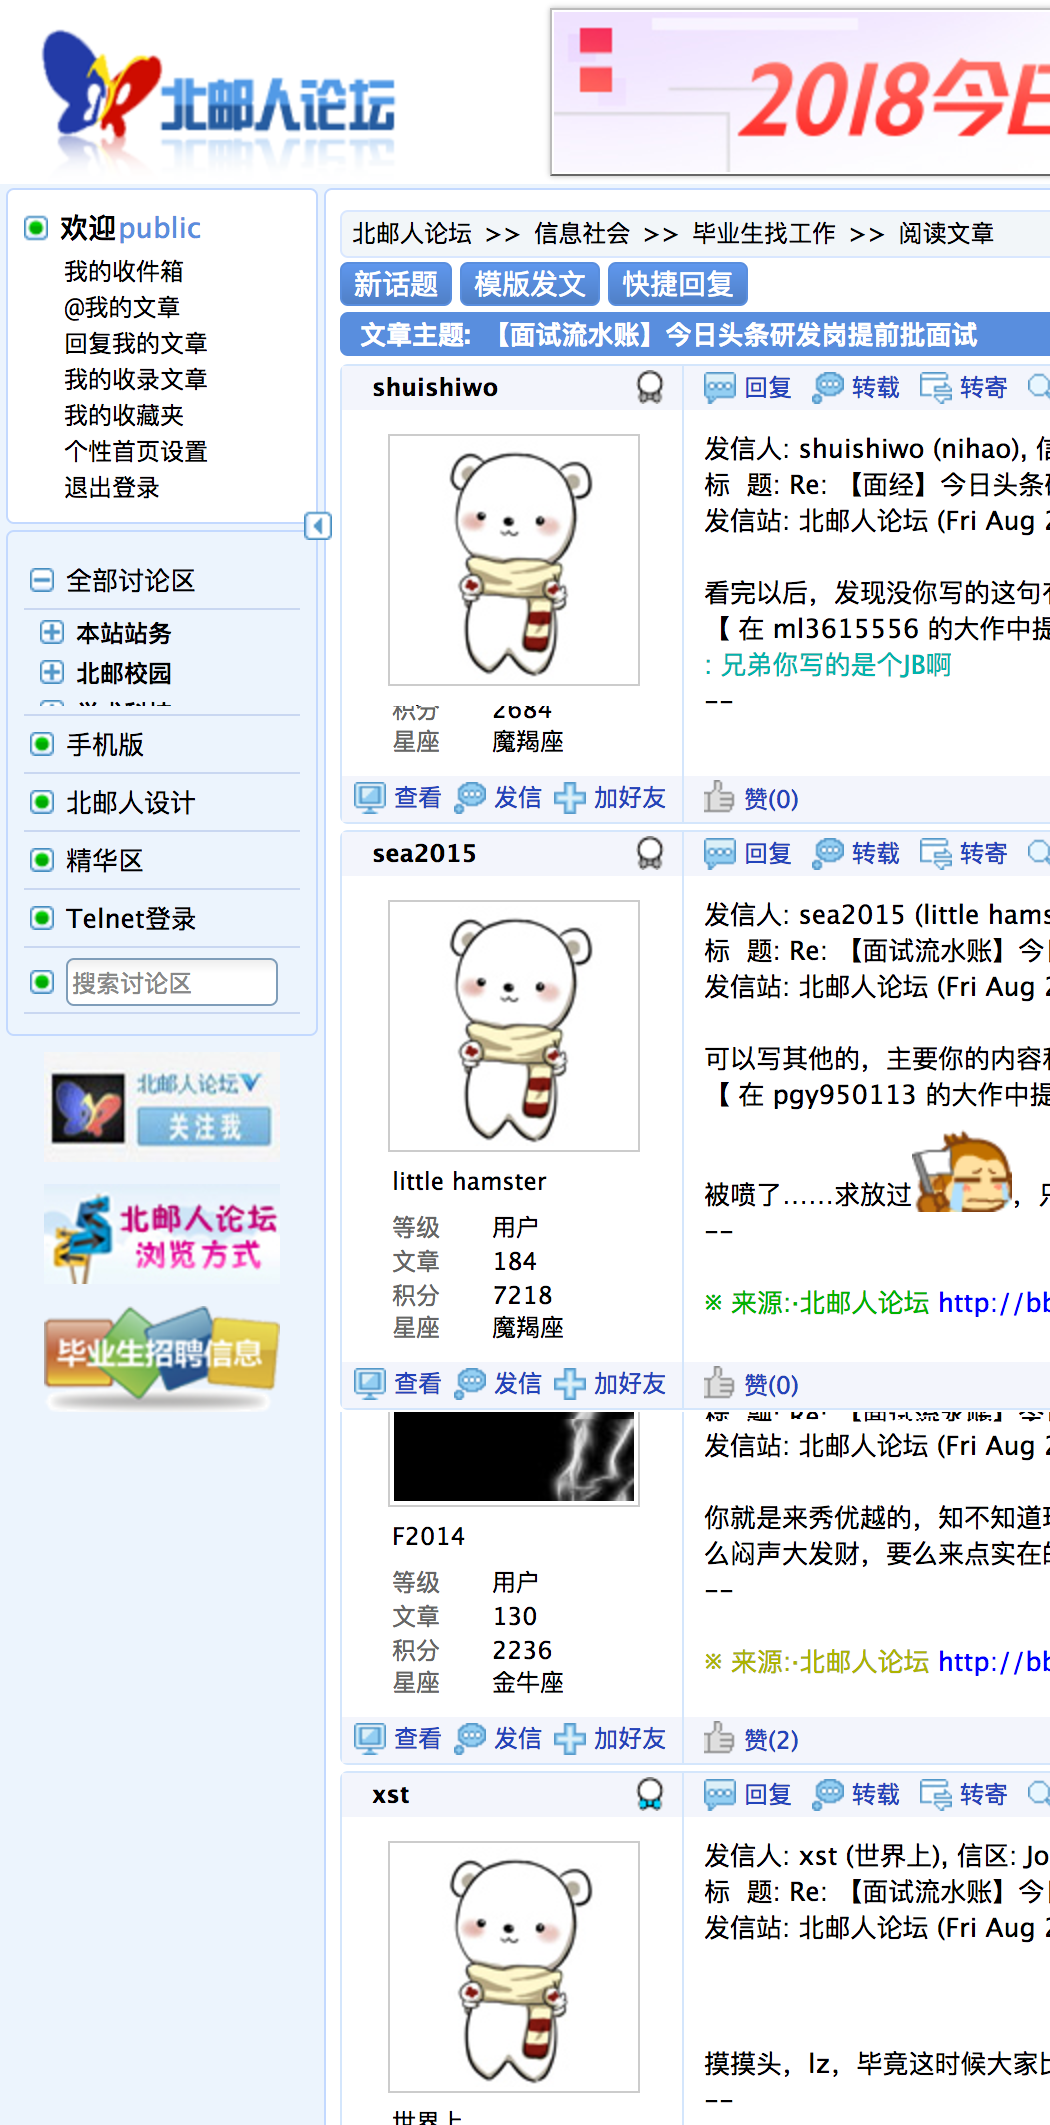 北邮人论坛
2018今日
欢迎public
我的收件箱
@我的文章
回复我的文章
我的收录文章
我的收藏夹
个性首页设置
退出登录
全部讨论区
本站站务
北邮校园
手机版
北邮人设计
精华区
Telnet登录
搜索讨论区
北邮人论坛V
关注我
北邮人论坛
浏览方式
毕业生招聘信息
北邮人论坛 >> 信息社会 >> 毕业生找工作 >> 阅读文章
新话题 模版发文 快捷回复
文章主题: 【面试流水账】今日头条研发岗提前批面试
shuishiwo
回复 转载 转寄
发信人: shuishiwo (nihao), 信
标 题: Re: 【面经】今日头条
发信站: 北邮人论坛 (Fri Aug 2
看完以后，发现没你写的这句有
【 在 ml3615556 的大作中提
: 兄弟你写的是个JB啊
--
积分 2684
星座 魔羯座
查看 发信 加好友 赞(0)
sea2015
回复 转载 转寄
发信人: sea2015 (little hams
标 题: Re: 【面试流水账】今
发信站: 北邮人论坛 (Fri Aug 2
可以写其他的，主要你的内容和
【 在 pgy950113 的大作中提
被喷了……求放过 ，只
--
※ 来源:·北邮人论坛 http://bb
little hamster
等级 用户
文章 184
积分 7218
星座 魔羯座
查看 发信 加好友 赞(0)
标 题: Re: 【面试流水账】今
发信站: 北邮人论坛 (Fri Aug 2
你就是来秀优越的，知不知道
么闷声大发财，要么来点实在的
--
※ 来源:·北邮人论坛 http://bb
F2014
等级 用户
文章 130
积分 2236
星座 金牛座
查看 发信 加好友 赞(2)
xst
回复 转载 转寄
发信人: xst (世界上), 信区: Jo
标 题: Re: 【面试流水账】今
发信站: 北邮人论坛 (Fri Aug 2
摸摸头，lz，毕竟这时候大家比
--
世界上